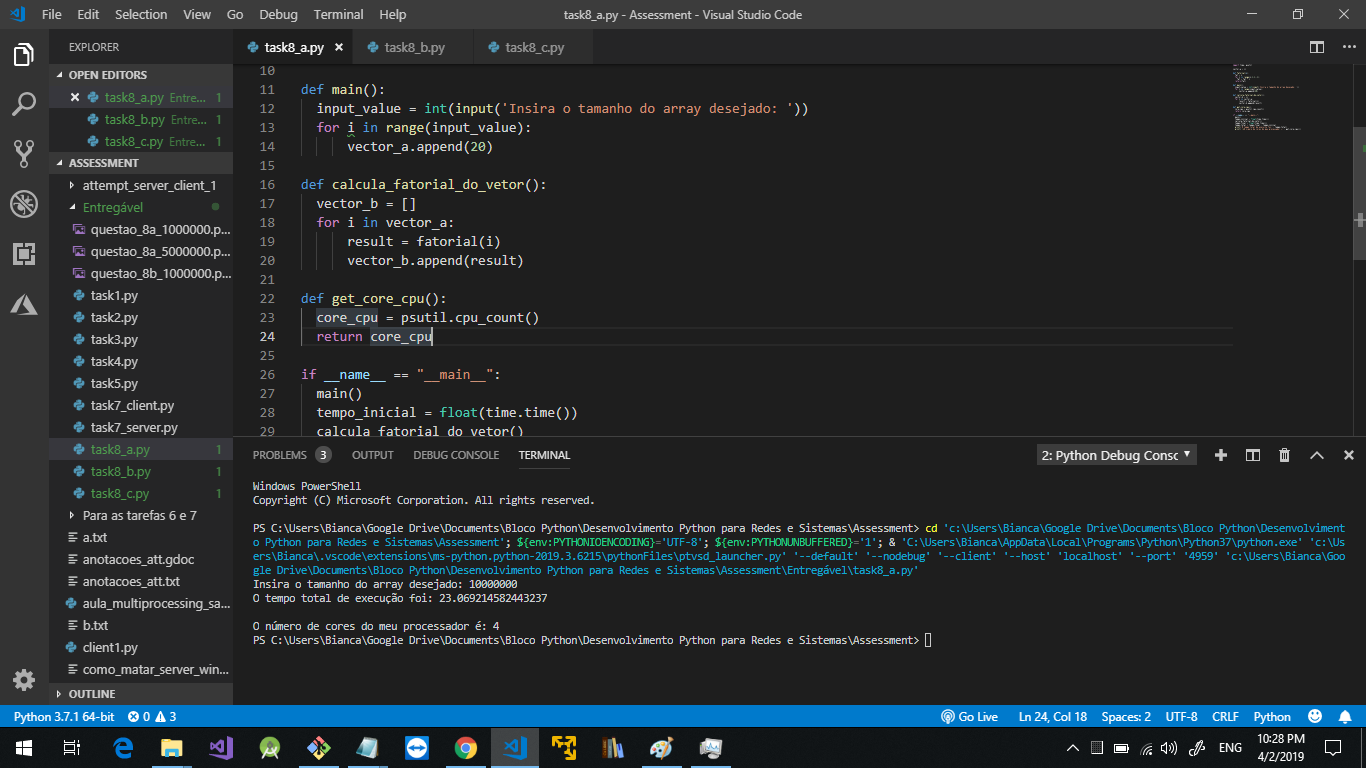 File Edit Selection View Go Debug Terminal Help
task8_a.py - Assessment - Visual Studio Code
EXPLORER
OPEN EDITORS
task8_a.py Entre... 1
task8_b.py Entre... 1
task8_c.py Entre... 1
ASSESSMENT
attempt_server_client_1
Entregável
questao_8a_1000000.p...
questao_8a_5000000.p...
questao_8b_1000000.p...
task1.py
task2.py
task3.py
task4.py
task5.py
task7_client.py
task7_server.py
task8_a.py 1
task8_b.py 1
task8_c.py 1
Para as tarefas 6 e 7
a.txt
anotacoes_att.gdoc
anotacoes_att.txt
aula_multiprocessing_sa...
b.txt
client1.py
como_matar_server_win...
OUTLINE
task8_a.py
task8_b.py
task8_c.py
10
11 def main():
12 input_value = int(input('Insira o tamanho do array desejado: '))
13 for i in range(input_value):
14 vector_a.append(20)
15
16 def calcula_fatorial_do_vetor():
17 vector_b = []
18 for i in vector_a:
19 result = fatorial(i)
20 vector_b.append(result)
21
22 def get_core_cpu():
23 core_cpu = psutil.cpu_count()
24 return core_cpu
25
26 if __name__ == "__main__":
27 main()
28 tempo_inicial = float(time.time())
29 calcula_fatorial_do_vetor()
PROBLEMS 3 OUTPUT DEBUG CONSOLE TERMINAL
2: Python Debug Consc
Windows PowerShell
Copyright (C) Microsoft Corporation. All rights reserved.
PS C:\Users\Bianca\Google Drive\Documents\Bloco Python\Desenvolvimento Python para Redes e Sistemas\Assessment> cd 'c:\Users\Bianca\Google Drive\Documents\Bloco Python\Desenvolviment
o Python para Redes e Sistemas\Assessment'; ${env:PYTHONIOENCODING}='UTF-8'; ${env:PYTHONUNBUFFERED}='1'; & 'C:\Users\Bianca\AppData\Local\Programs\Python\Python37\python.exe' 'c:\Us
ers\Bianca\.vscode\extensions\ms-python.python-2019.3.6215\pythonFiles\ptvsd_launcher.py' '--default' '--nodebug' '--client' '--host' 'localhost' '--port' '4959' 'c:\Users\Bianca\Goo
gle Drive\Documents\Bloco Python\Desenvolvimento Python para Redes e Sistemas\Assessment\Entregável\task8_a.py'
Insira o tamanho do array desejado: 10000000
O tempo total de execução foi: 23.069214582443237
O número de cores do meu processador é: 4
PS C:\Users\Bianca\Google Drive\Documents\Bloco Python\Desenvolvimento Python para Redes e Sistemas\Assessment>
Python 3.7.1 64-bit 0 3
Go Live Ln 24, Col 18 Spaces: 2 UTF-8 CRLF Python
ENG
10:28 PM
4/2/2019